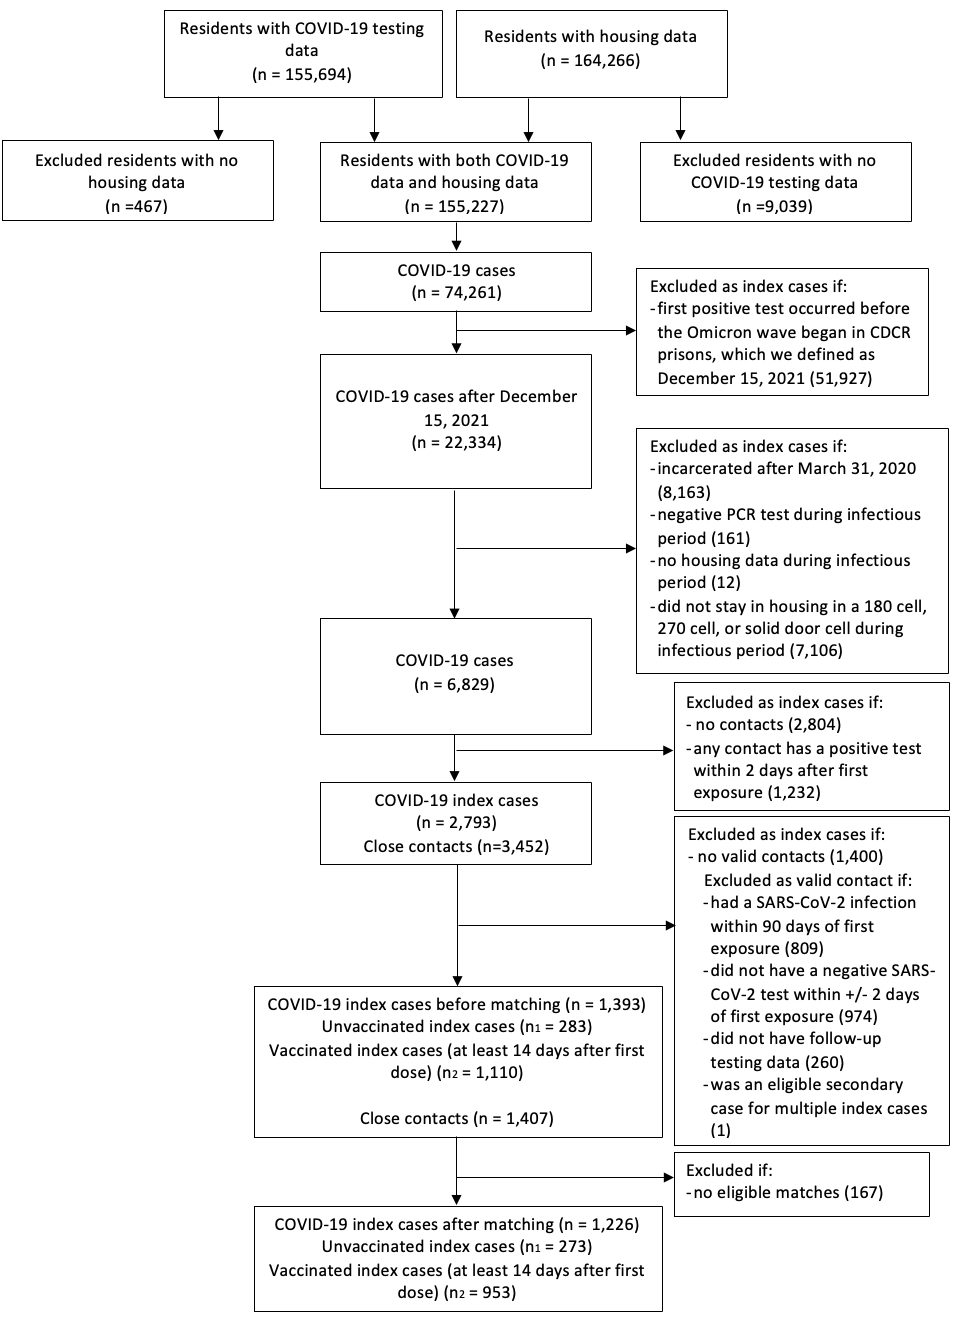 Residents with COVID-19 testing
data
(n = 155,694)
Residents with housing data
(n = 164,266)
Excluded residents with no
housing data
(n =467)
Residents with both COVID-19
data and housing data
(n = 155,227)
Excluded residents with no
COVID-19 testing data
(n =9,039)
COVID-19 cases
(n = 74,261)
Excluded as index cases if:
-first positive test occurred before
the Omicron wave began in CDCR
prisons, which we defined as
December 15, 2021 (51,927)
COVID-19 cases after December
15, 2021
(n = 22,334)
Excluded as index cases if:
-incarcerated after March 31, 2020
(8,163)
-negative PCR test during infectious
period (161)
-no housing data during infectious
period (12)
-did not stay in housing in a 180 cell,
270 cell, or solid door cell during
infectious period (7,106)
COVID-19 cases
(n = 6,829)
Excluded as index cases if:
- no contacts (2,804)
-any contact has a positive test
within 2 days after first
exposure (1,232)
COVID-19 index cases
(n = 2,793)
Close contacts (n=3,452)
Excluded as index cases if:
- no valid contacts (1,400)
Excluded as valid contact if:
-had a SARS-CoV-2 infection
within 90 days of first
exposure (809)
-did not have a negative SARS-
CoV-2 test within +/- 2 days
of first exposure (974)
-did not have follow-up
testing data (260)
-was an eligible secondary
case for multiple index cases
(1)
COVID-19 index cases before matching (n = 1,393)
Unvaccinated index cases (n1 = 283)
Vaccinated index cases (at least 14 days after first
dose) (n2 = 1,110)
Close contacts (n = 1,407)
Excluded if:
-no eligible matches (167)
COVID-19 index cases after matching (n = 1,226)
Unvaccinated index cases (n1 = 273)
Vaccinated index cases (at least 14 days after first
dose) (n2 = 953)